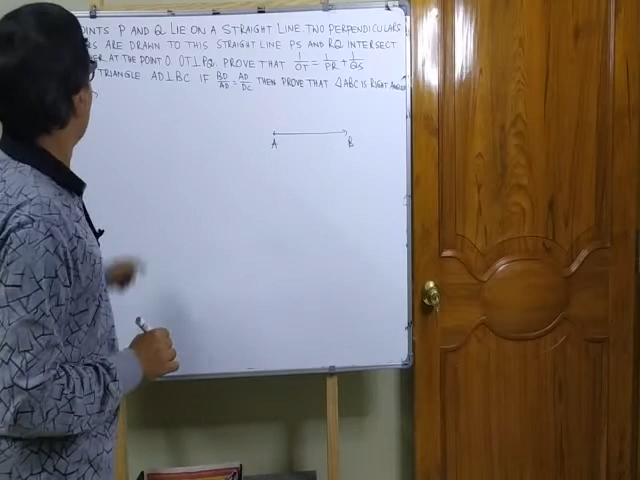 POINTS P AND Q LIE ON A STRAIGHT LINE. TWO PERPENDICULARS
ARE DRAWN TO THIS STRAIGHT LINE PS AND RQ INTERSECT
AT THE POINT O OT⊥PQ. PROVE THAT 1/OT = 1/PR + 1/QS
TRIANGLE AD⊥BC IF BD/AD = AD/DC THEN PROVE THAT △ABC IS RIGHT ANGLED
A B